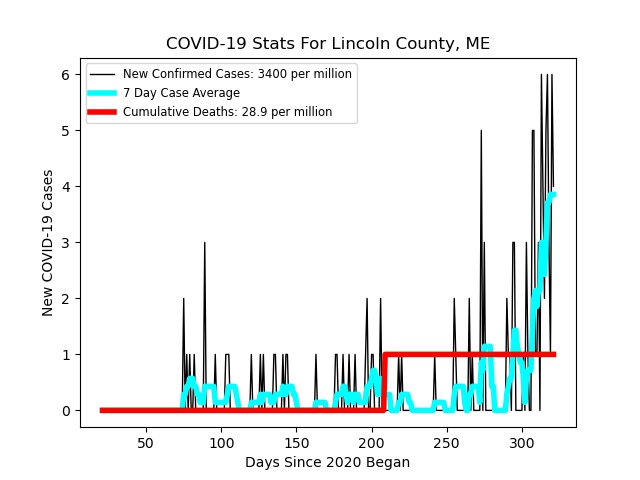 COVID-19 Stats For Lincoln County, ME
New Confirmed Cases: 3400 per million
7 Day Case Average
Cumulative Deaths: 28.9 per million
New COVID-19 Cases
6
5
4
3
2
1
0
50 100 150 200 250 300
Days Since 2020 Began